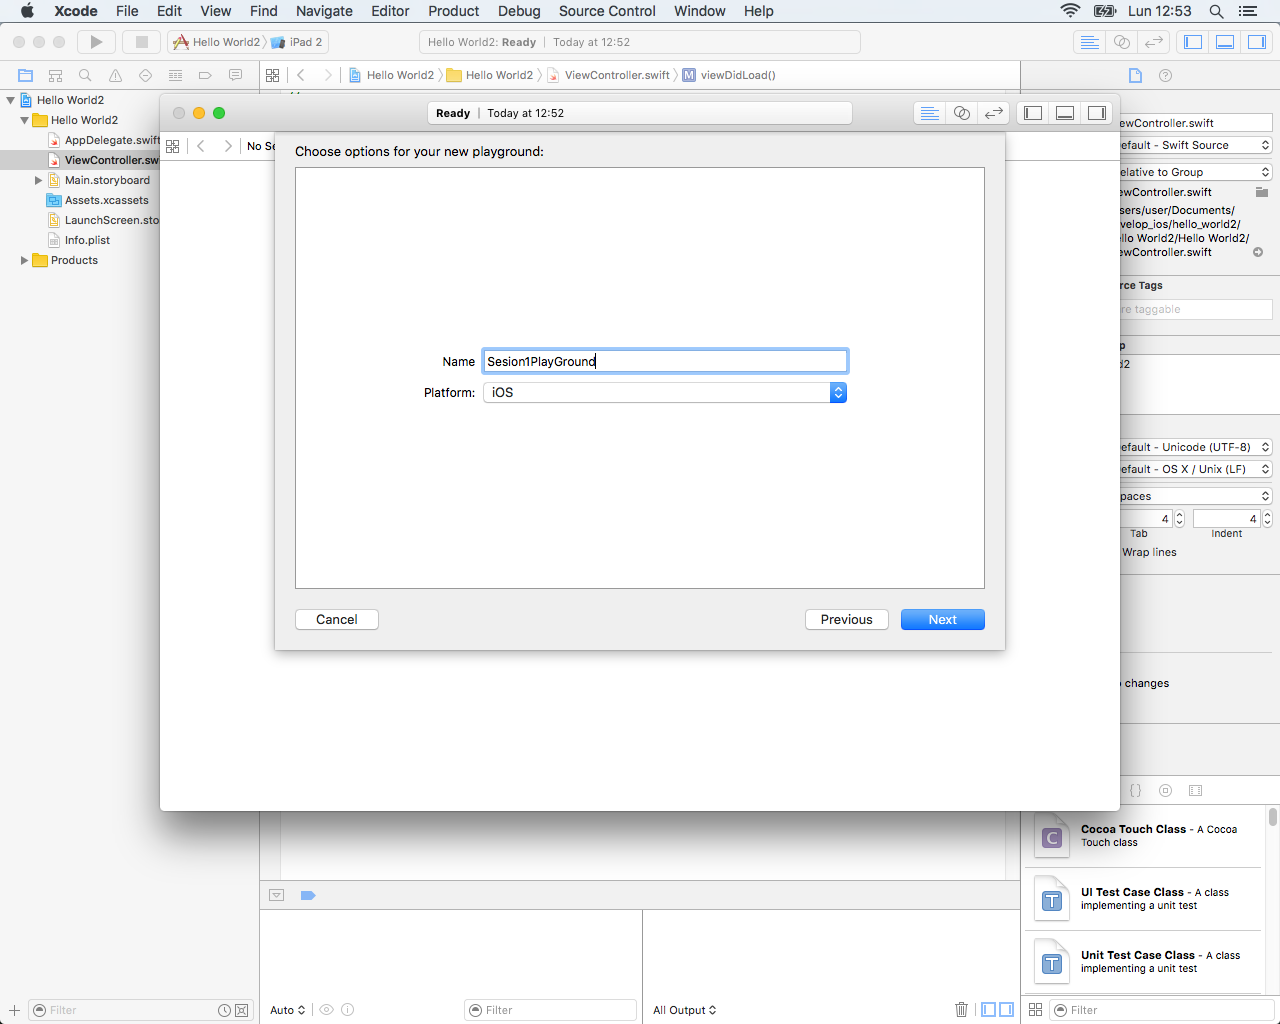 Xcode File Edit View Find Navigate Editor Product Debug Source Control Window Help Lun 12:53
Hello World2 iPad 2 Hello World2: Ready | Today at 12:52
Hello World2 Hello World2 ViewController.swift M viewDidLoad()
Hello World2
Hello World2
AppDelegate.swift
ViewController.sw
Main.storyboard
Assets.xcassets
LaunchScreen.sto
Info.plist
Products
Ready | Today at 12:52
No Se
Choose options for your new playground:
Name Sesion1PlayGround
Platform: iOS
Cancel Previous Next
ewController.swift
efault - Swift Source
elative to Group
ewController.swift
sers/user/Documents/
velop_ios/hello_world2/
llo World2/Hello World2/
ewController.swift
rce Tags
re taggable
p
d2
efault - Unicode (UTF-8)
efault - OS X / Unix (LF)
paces
4 4
Tab Indent
Wrap lines
changes
{}
C Cocoa Touch Class - A Cocoa
Touch class
T UI Test Case Class - A class
implementing a unit test
T Unit Test Case Class - A class
implementing a unit test
Filter Auto Filter All Output Filter